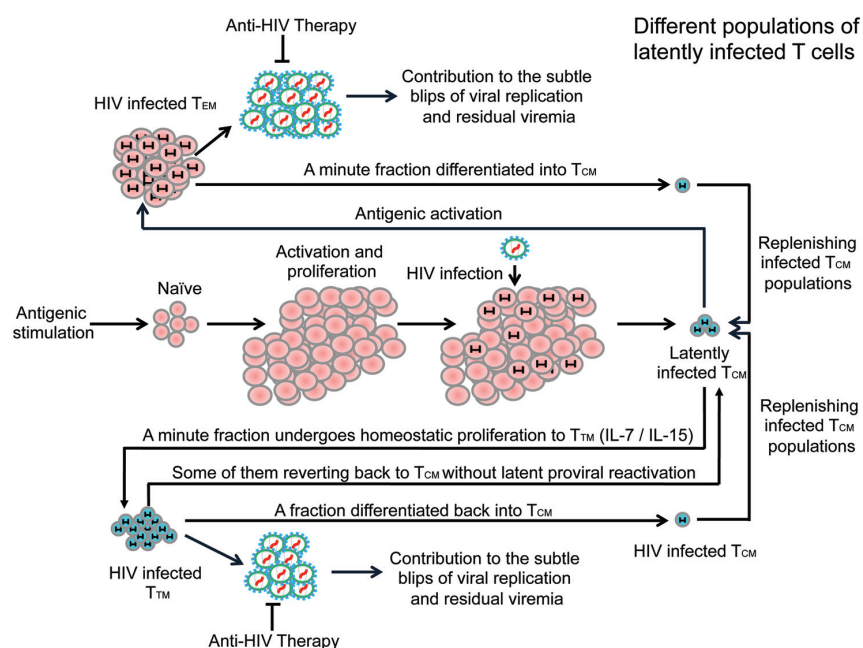 Different populations of
latently infected T cells
Anti-HIV Therapy
HIV infected TEM
Contribution to the subtle
blips of viral replication
and residual viremia
A minute fraction differentiated into TCM
Antigenic activation
Replenishing
infected TCM
populations
Activation and
proliferation
HIV infection
Naïve
Antigenic
stimulation
Latently
infected TCM
Replenishing
infected TCM
populations
A minute fraction undergoes homeostatic proliferation to TTM (IL-7 / IL-15)
Some of them reverting back to TCM without latent proviral reactivation
A fraction differentiated back into TCM
HIV infected TCM
HIV infected
TTM
Contribution to the subtle
blips of viral replication
and residual viremia
Anti-HIV Therapy